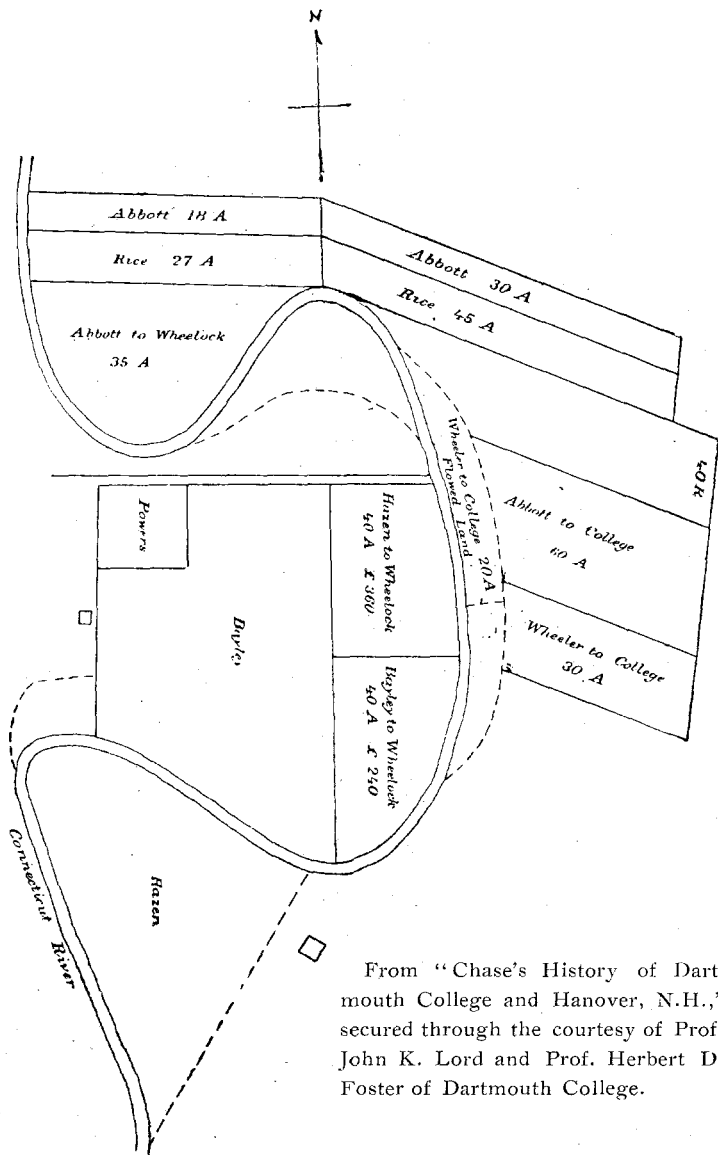 N
Abbott 18 A
Rice 27 A
Abbott to Wheelock
35 A
Abbott 30 A
Rice 45 A
40 R
Wheeler to College 20 A
Flowed Land
Abbott to College
60 A
Wheeler to College
30 A
Powers
Hazen to Wheelock
40 A £ 360
Bayley
Bayley to Wheelock
40 A £ 240
Hazen
Connecticut River
From “Chase's History of Dart
mouth College and Hanover, N.H.,’
secured through the courtesy of Prof
John K. Lord and Prof. Herbert D
Foster of Dartmouth College.